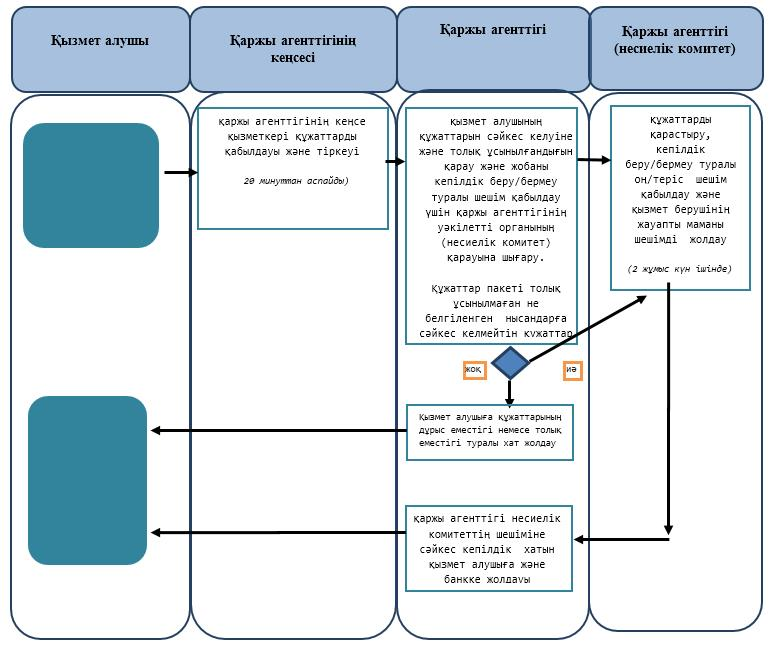 Қызмет алушы
Қаржы агенттігінің
кеңсесі
Қаржы агенттігі
Қаржы агенттігі
(несиелік комитет)
қаржы агенттігінің кеңсе
қызметкері құжаттарды
қабылдауы және тіркеуі
20 минуттан аспайды)
қызмет алушының
құжаттарын сәйкес келуіне
және толық ұсынылғандығын
қарау және жобаны
кепілдік беру/бермеу
туралы шешім қабылдау
үшін қаржы агенттігінің
уәкілетті органының
(несиелік комитет)
қарауына шығару.
Құжаттар пакеті толық
ұсынылмаған не
белгіленген нысандарға
сәйкес келмейтін құжаттар
құжаттарды
қарастыру,
кепілдік
беру/бермеу туралы
оң/теріс шешім
қабылдау және
қызмет берушінің
жауапты маманы
шешімді жолдау
(2 жұмыс күн ішінде)
жоқ
иә
Қызмет алушыға құжаттарының
дұрыс еместігі немесе толық
еместігі туралы хат жолдау
қаржы агенттігі несиелік
комитеттің шешіміне
сәйкес кепілдік хатын
қызмет алушыға және
банкке жолдауы